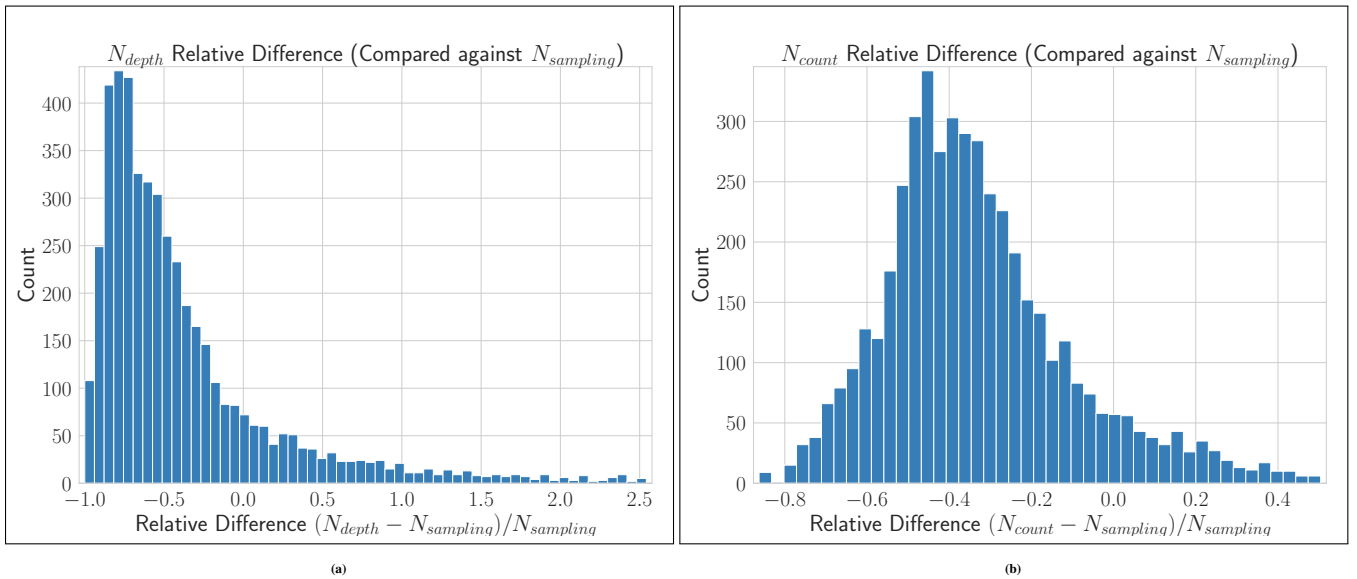 N_depth Relative Difference (Compared against N_sampling)
400
350
300
250
200
150
100
50
0
Count
−1.0 −0.5 0.0 0.5 1.0 1.5 2.0 2.5
Relative Difference (N_depth − N_sampling)/N_sampling
(a)
N_count Relative Difference (Compared against N_sampling)
300
250
200
150
100
50
0
Count
−0.8 −0.6 −0.4 −0.2 0.0 0.2 0.4
Relative Difference (N_count − N_sampling)/N_sampling
(b)